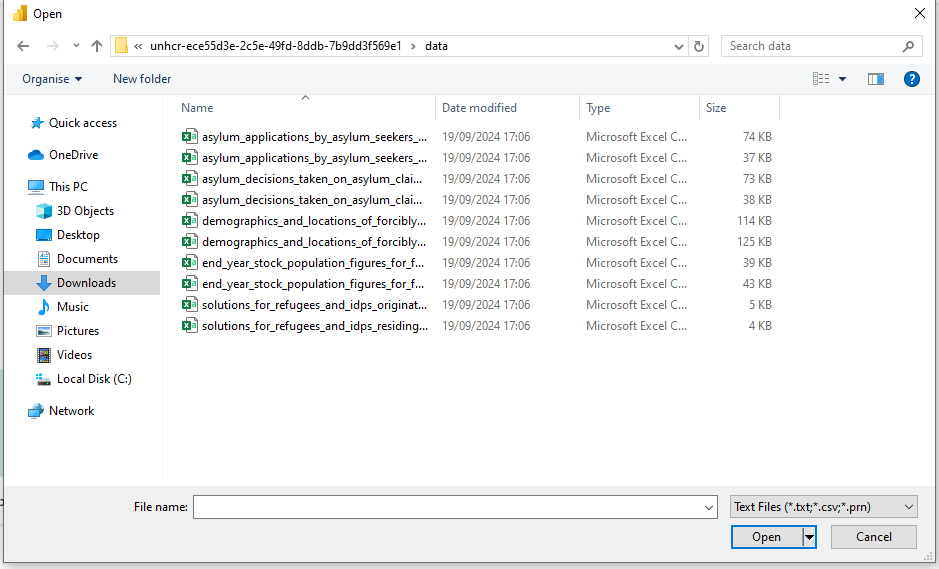 Open
« unhcr-ece55d3e-2c5e-49fd-8ddb-7b9dd3f569e1 › data
Search data
Organise
New folder
Quick access
OneDrive
This PC
3D Objects
Desktop
Documents
Downloads
Music
Pictures
Videos
Local Disk (C:)
Network
Name Date modified Type Size
asylum_applications_by_asylum_seekers_... 19/09/2024 17:06 Microsoft Excel C... 74 KB
asylum_applications_by_asylum_seekers_... 19/09/2024 17:06 Microsoft Excel C... 37 KB
asylum_decisions_taken_on_asylum_clai... 19/09/2024 17:06 Microsoft Excel C... 73 KB
asylum_decisions_taken_on_asylum_clai... 19/09/2024 17:06 Microsoft Excel C... 38 KB
demographics_and_locations_of_forcibly... 19/09/2024 17:06 Microsoft Excel C... 114 KB
demographics_and_locations_of_forcibly... 19/09/2024 17:06 Microsoft Excel C... 125 KB
end_year_stock_population_figures_for_f... 19/09/2024 17:06 Microsoft Excel C... 39 KB
end_year_stock_population_figures_for_f... 19/09/2024 17:06 Microsoft Excel C... 43 KB
solutions_for_refugees_and_idps_originat... 19/09/2024 17:06 Microsoft Excel C... 5 KB
solutions_for_refugees_and_idps_residing... 19/09/2024 17:06 Microsoft Excel C... 4 KB
File name:
Text Files (*.txt;*.csv;*.prn)
Open
Cancel